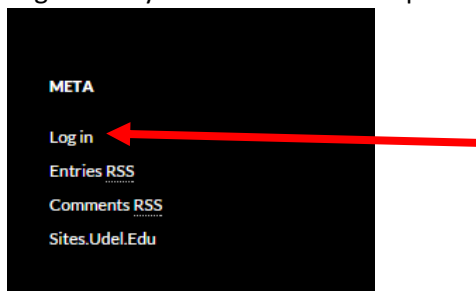 META
Log in
Entries RSS
Comments RSS
Sites.Udel.Edu